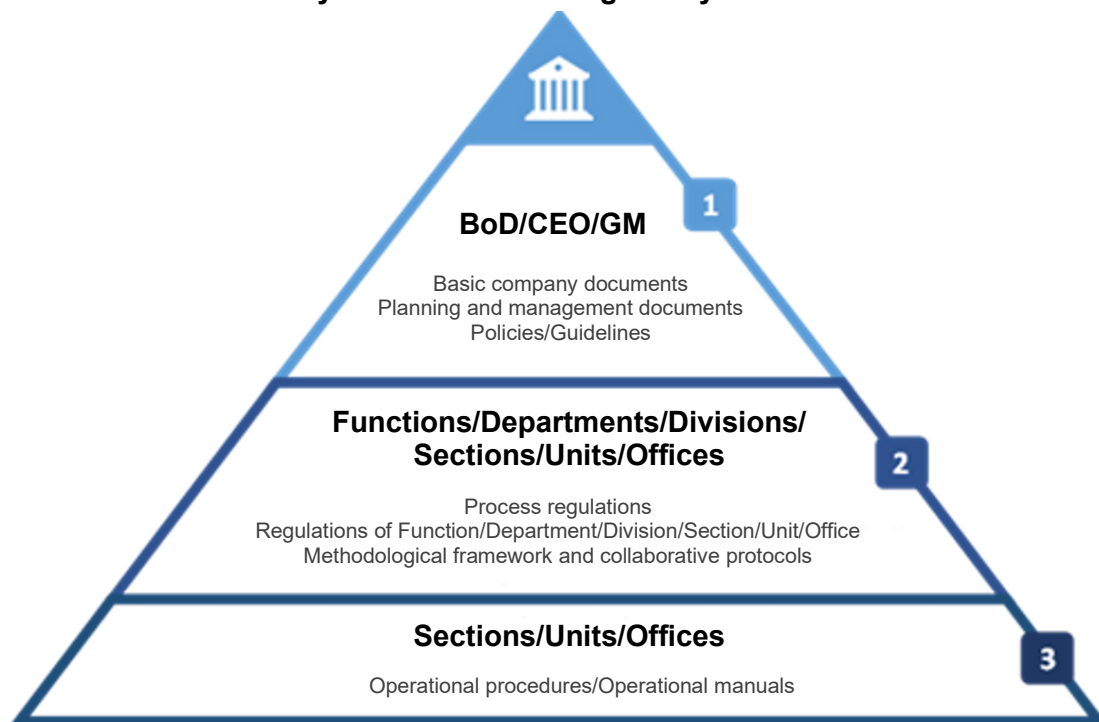 1
BoD/CEO/GM
Basic company documents
Planning and management documents
Policies/Guidelines
Functions/Departments/Divisions/
Sections/Units/Offices
2
Process regulations
Regulations of Function/Department/Division/Section/Unit/Office
Methodological framework and collaborative protocols
Sections/Units/Offices
3
Operational procedures/Operational manuals